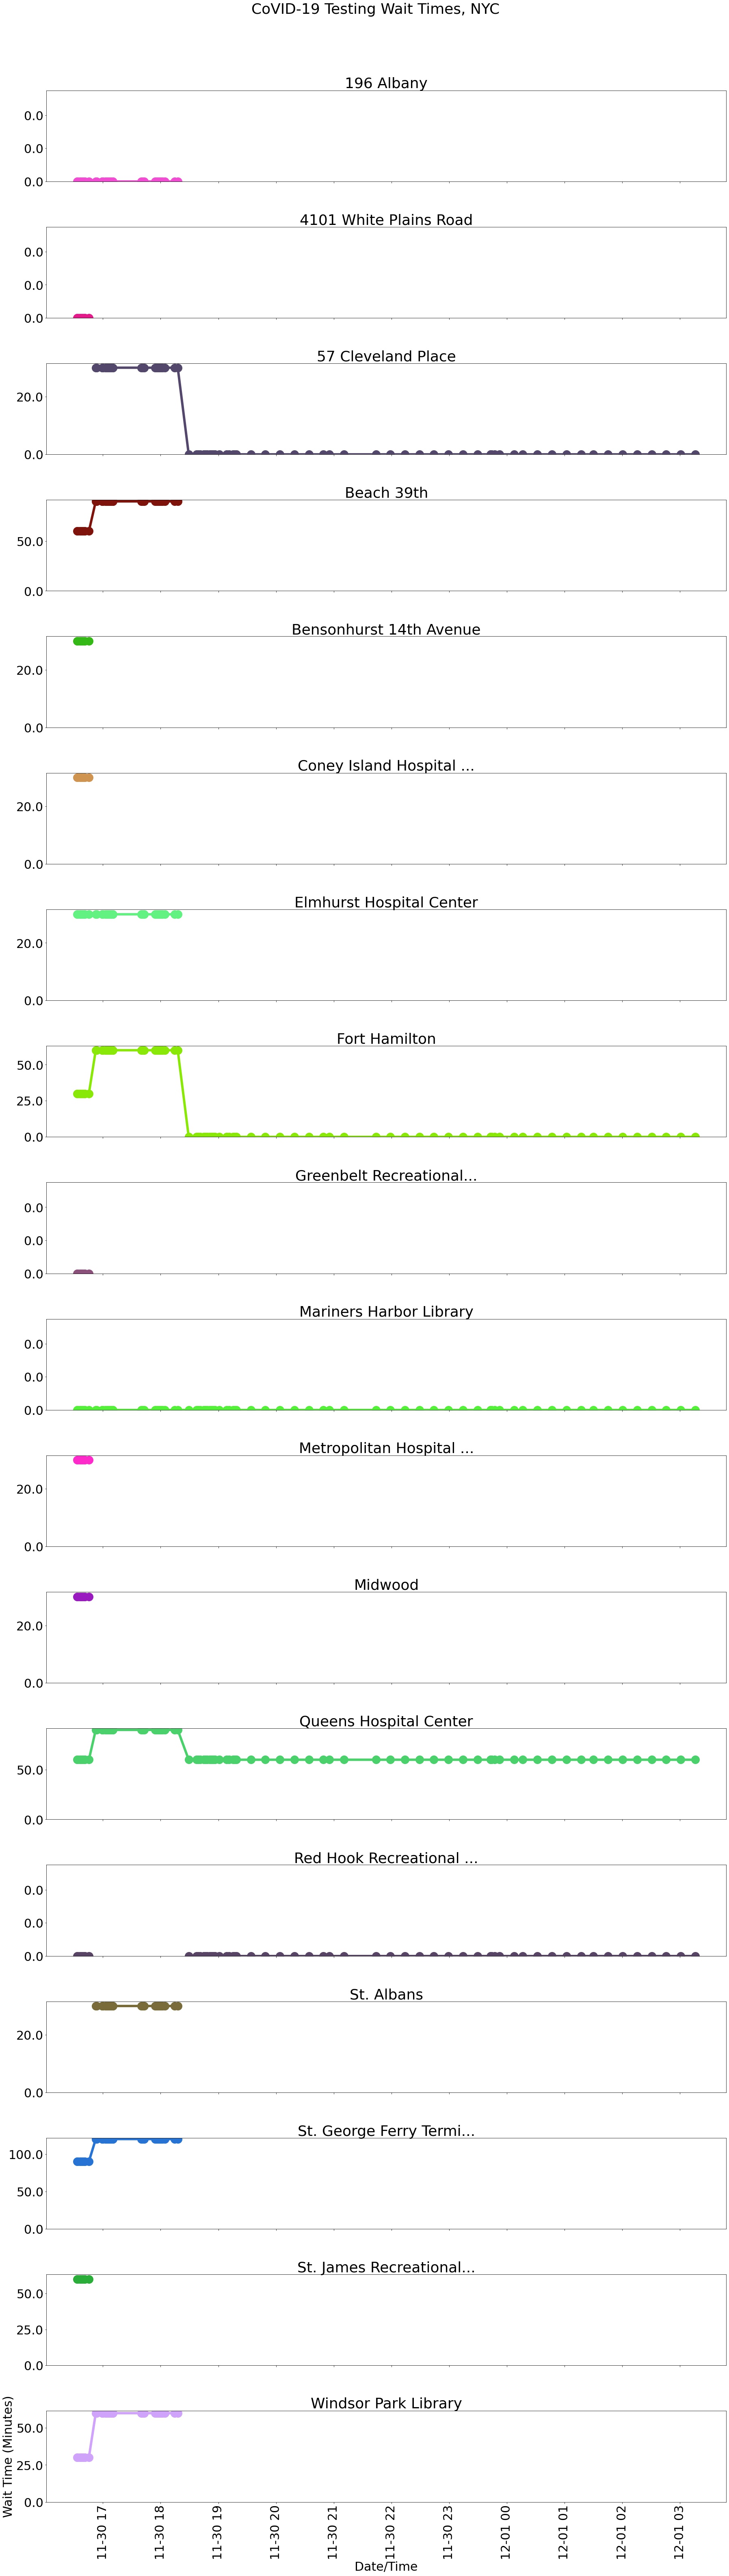 CoVID-19 Testing Wait Times, NYC
196 Albany
0.0
0.0
0.0
4101 White Plains Road
0.0
0.0
0.0
57 Cleveland Place
20.0
0.0
Beach 39th
50.0
0.0
Bensonhurst 14th Avenue
20.0
0.0
Coney Island Hospital ...
20.0
0.0
Elmhurst Hospital Center
20.0
0.0
Fort Hamilton
50.0
25.0
0.0
Greenbelt Recreational...
0.0
0.0
0.0
Mariners Harbor Library
0.0
0.0
0.0
Metropolitan Hospital ...
20.0
0.0
Midwood
20.0
0.0
Queens Hospital Center
50.0
0.0
Red Hook Recreational ...
0.0
0.0
0.0
St. Albans
20.0
0.0
St. George Ferry Termi...
100.0
50.0
0.0
St. James Recreational...
50.0
25.0
0.0
Windsor Park Library
50.0
25.0
0.0
Wait Time (Minutes)
11-30 17
11-30 18
11-30 19
11-30 20
11-30 21
11-30 22
11-30 23
12-01 00
12-01 01
12-01 02
12-01 03
Date/Time